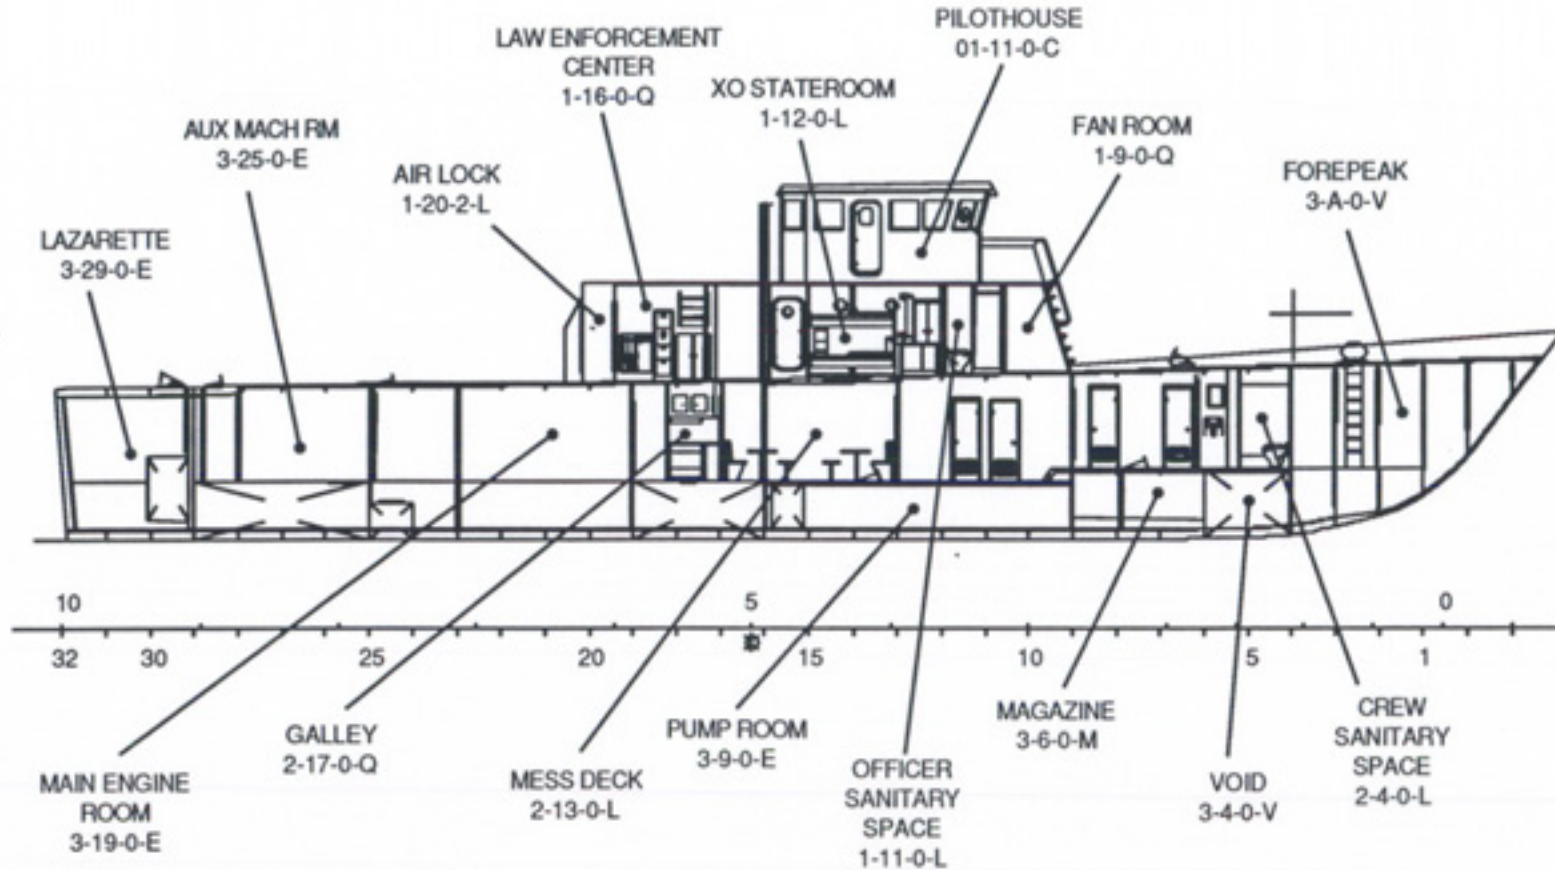 PILOTHOUSE
01-11-0-C
LAW ENFORCEMENT
CENTER
1-16-0-Q
XO STATEROOM
1-12-0-L
AUX MACH RM
3-25-0-E
FAN ROOM
1-9-0-Q
AIR LOCK
1-20-2-L
FOREPEAK
3-A-0-V
LAZARETTE
3-29-0-E
10 5 0
32 30 25 20 15 10 5 1
GALLEY
2-17-0-Q
MAIN ENGINE
ROOM
3-19-0-E
MESS DECK
2-13-0-L
PUMP ROOM
3-9-0-E
OFFICER
SANITARY
SPACE
1-11-0-L
MAGAZINE
3-6-0-M
VOID
3-4-0-V
CREW
SANITARY
SPACE
2-4-0-L